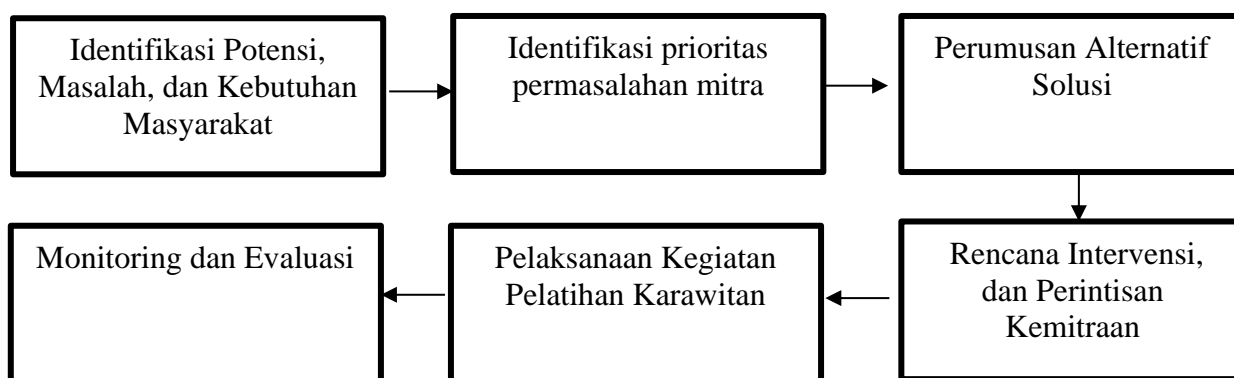 Identifikasi Potensi,
Masalah, dan Kebutuhan
Masyarakat
Identifikasi prioritas
permasalahan mitra
Perumusan Alternatif
Solusi
Rencana Intervensi,
dan Perintisan
Kemitraan
Pelaksanaan Kegiatan
Pelatihan Karawitan
Monitoring dan Evaluasi